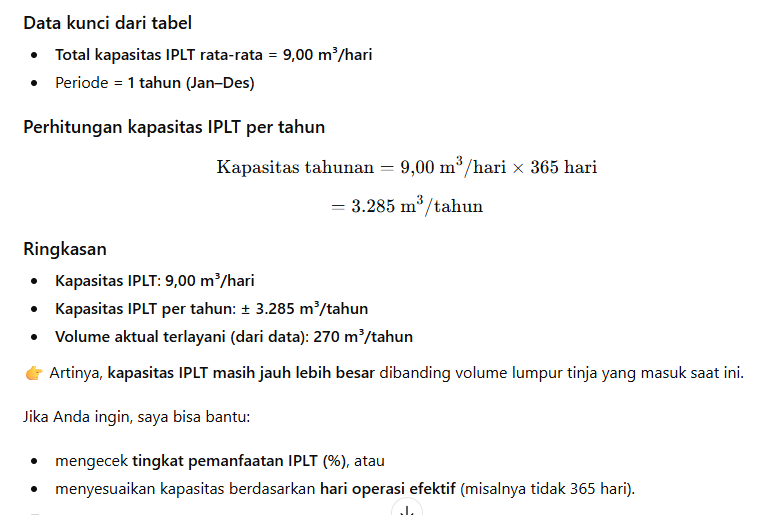 Data kunci dari tabel
• Total kapasitas IPLT rata-rata = 9,00 m³/hari
• Periode = 1 tahun (Jan–Des)
Perhitungan kapasitas IPLT per tahun
Kapasitas tahunan = 9,00 m³/hari × 365 hari
= 3.285 m³/tahun
Ringkasan
• Kapasitas IPLT: 9,00 m³/hari
• Kapasitas IPLT per tahun: ± 3.285 m³/tahun
• Volume aktual terlayani (dari data): 270 m³/tahun
👉 Artinya, kapasitas IPLT masih jauh lebih besar dibanding volume lumpur tinja yang masuk saat ini.
Jika Anda ingin, saya bisa bantu:
• mengecek tingkat pemanfaatan IPLT (%), atau
• menyesuaikan kapasitas berdasarkan hari operasi efektif (misalnya tidak 365 hari).